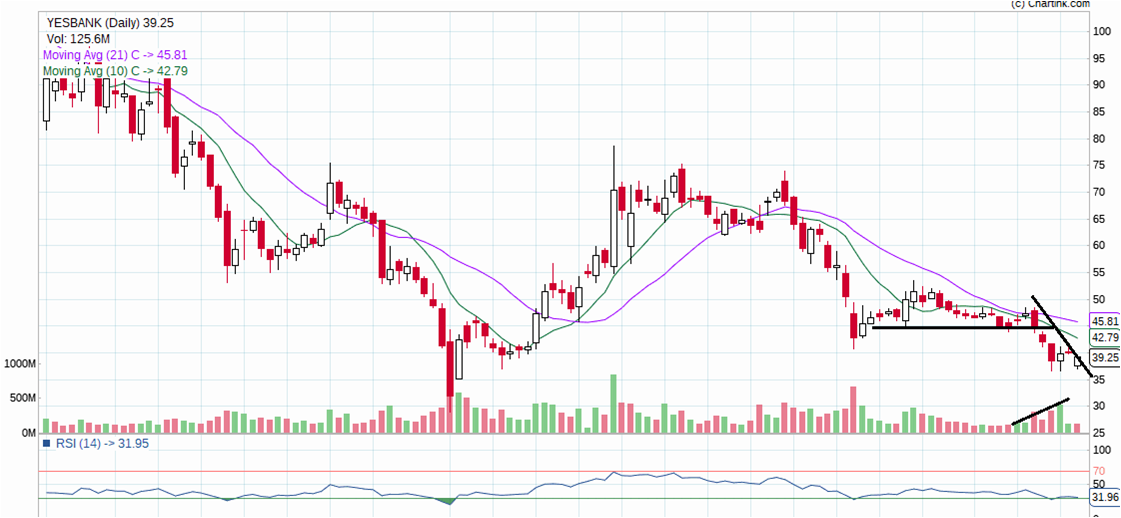 (c) Chartink.com
YESBANK (Daily) 39.25
Vol: 125.6M
Moving Avg (21) C -> 45.81
Moving Avg (10) C -> 42.79
100
95
90
85
80
75
70
65
60
55
50
45.81
42.79
39.25
35
30
25
1000M
500M
0M
RSI (14) -> 31.95
100
70
50
31.96